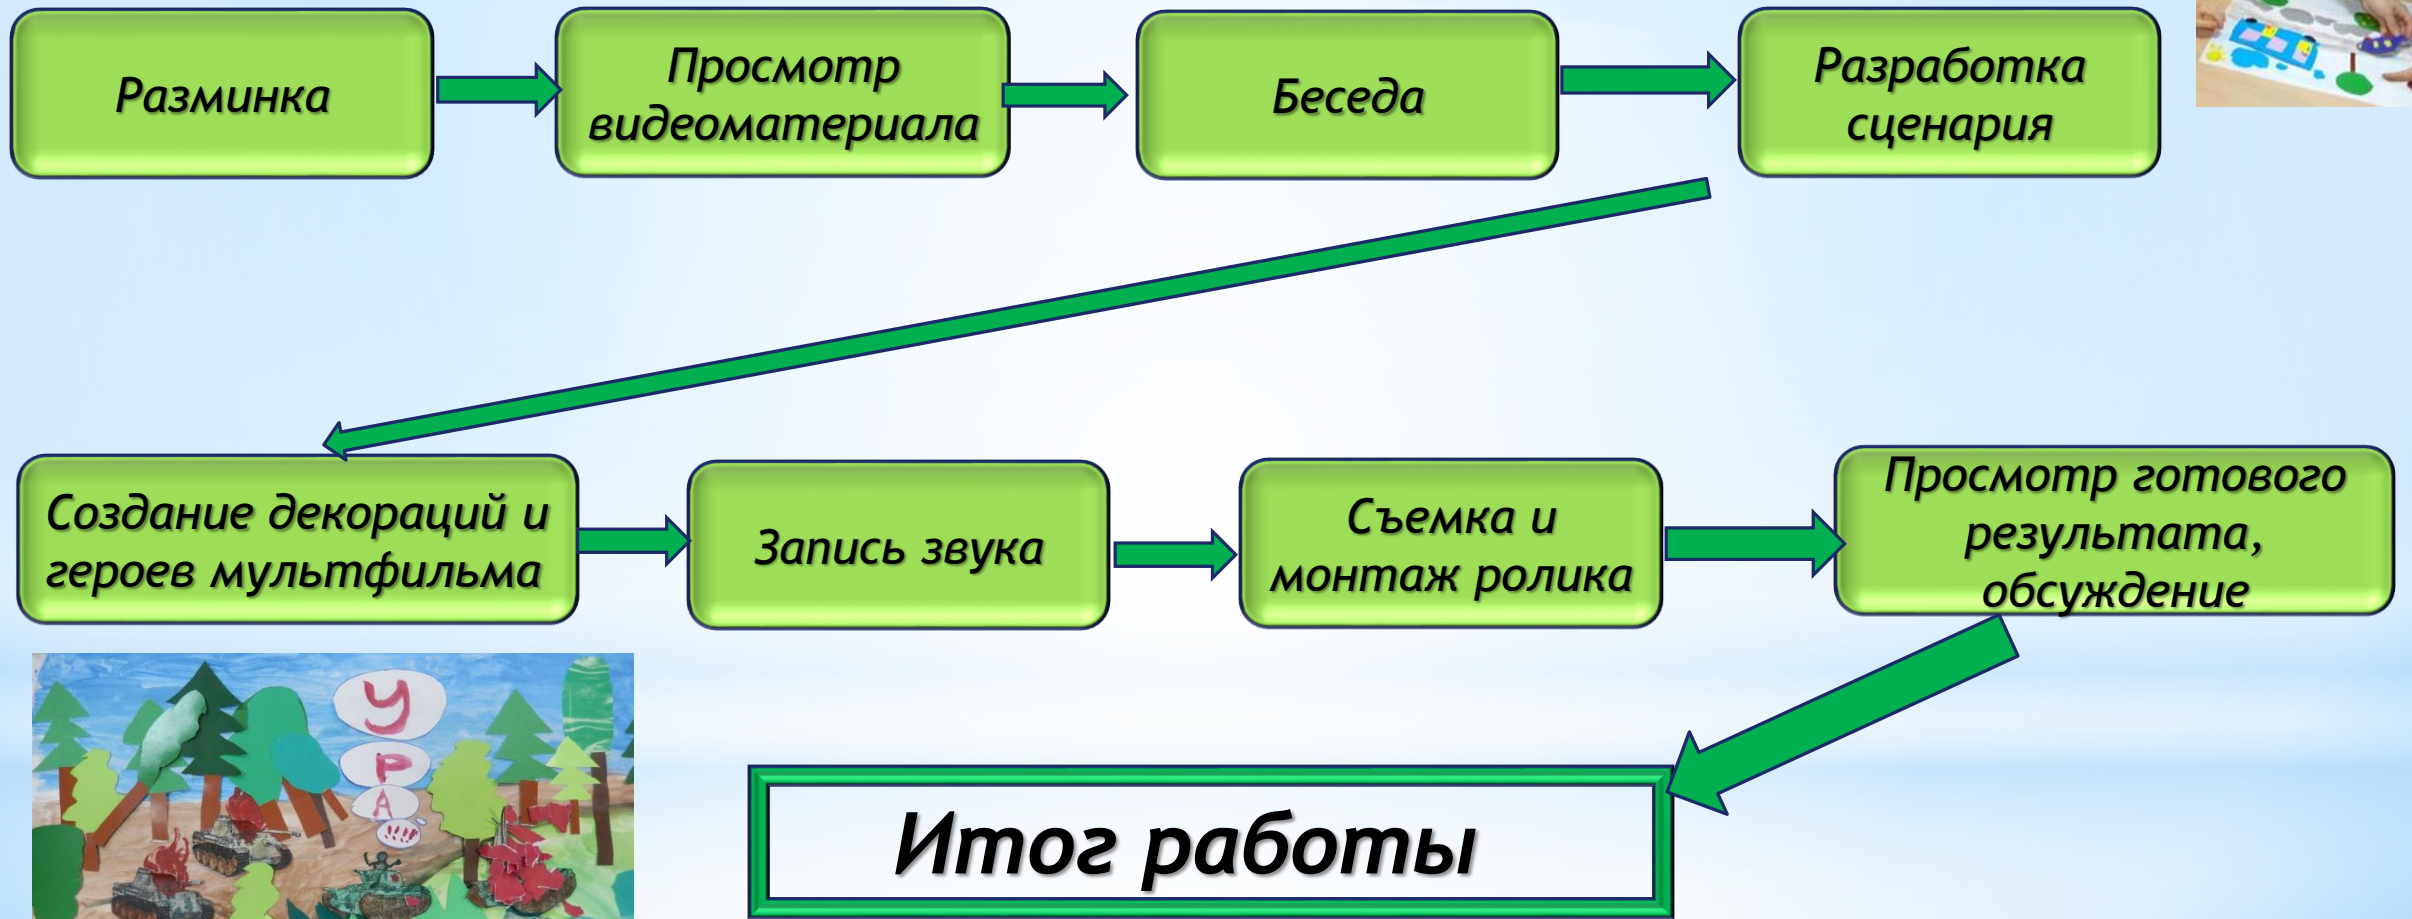 Разминка
Просмотр
видеоматериала
Беседа
Разработка
сценария
Создание декораций и
героев мультфильма
Запись звука
Съемка и
монтаж ролика
Просмотр готового
результата,
обсуждение
У
Р
А
!!!!
Итог работы